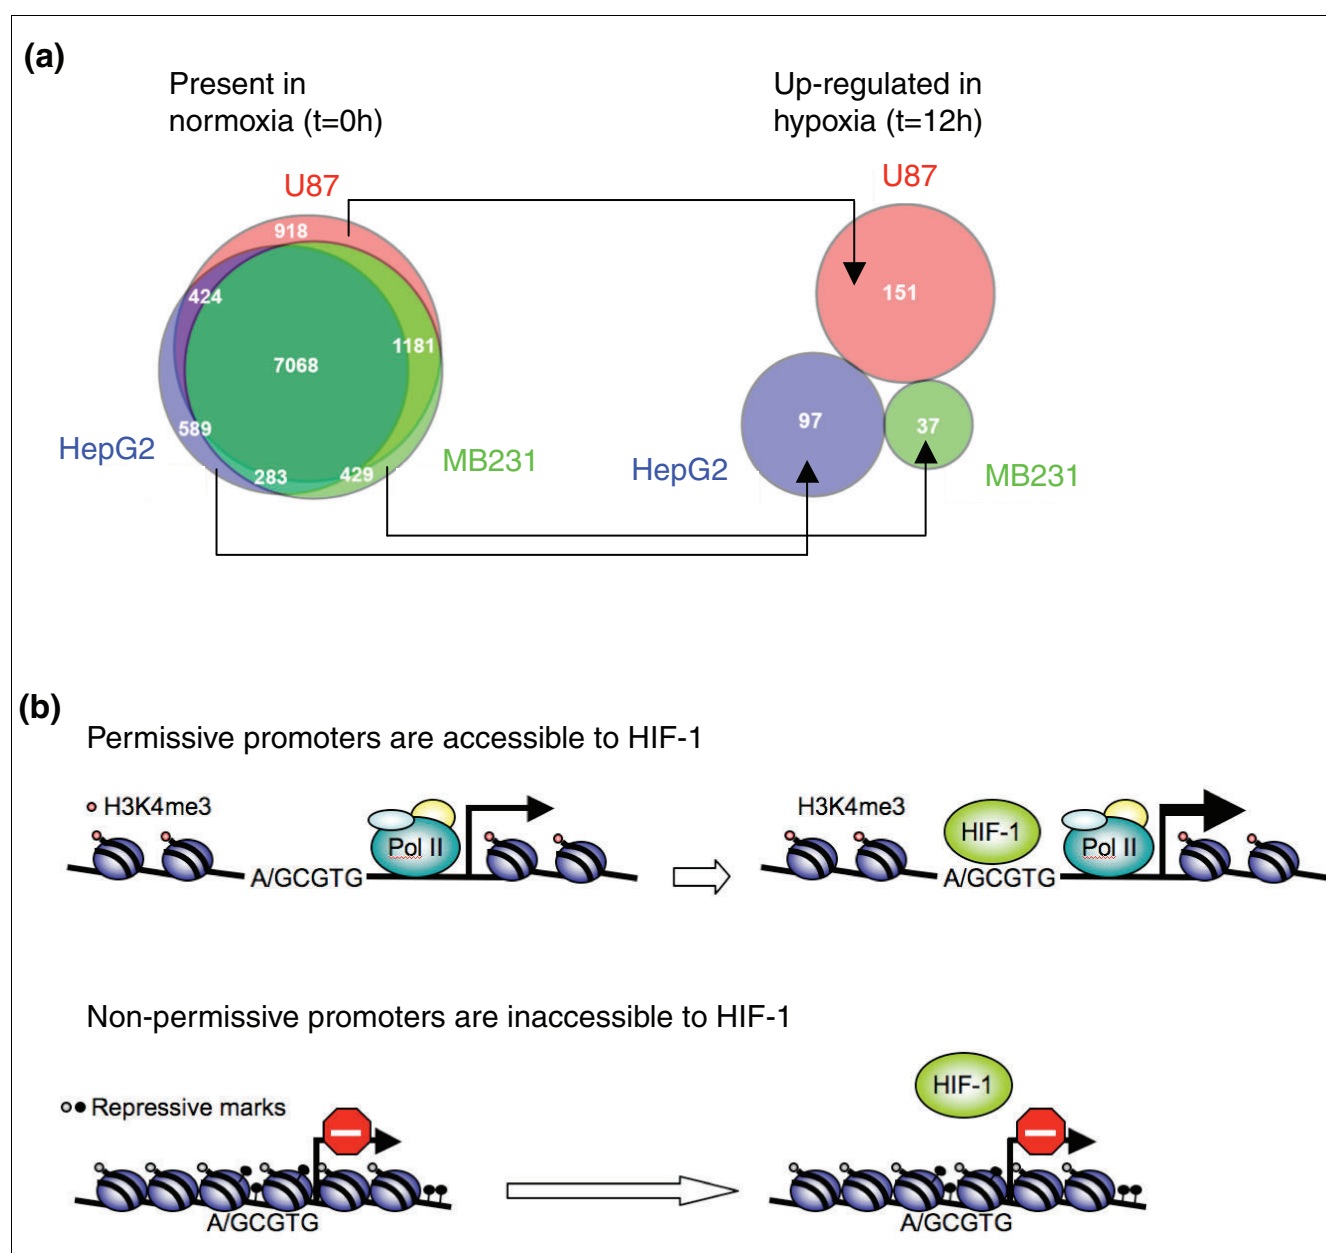 (a)
Present in
normoxia (t=0h)
Up-regulated in
hypoxia (t=12h)
U87
U87
918
424
1181
7068
151
589
283
429
HepG2
MB231
97
37
HepG2
MB231
(b)
Permissive promoters are accessible to HIF-1
H3K4me3
Pol II
A/GCGTG
H3K4me3
HIF-1
Pol II
A/GCGTG
Non-permissive promoters are inaccessible to HIF-1
Repressive marks
A/GCGTG
HIF-1
A/GCGTG